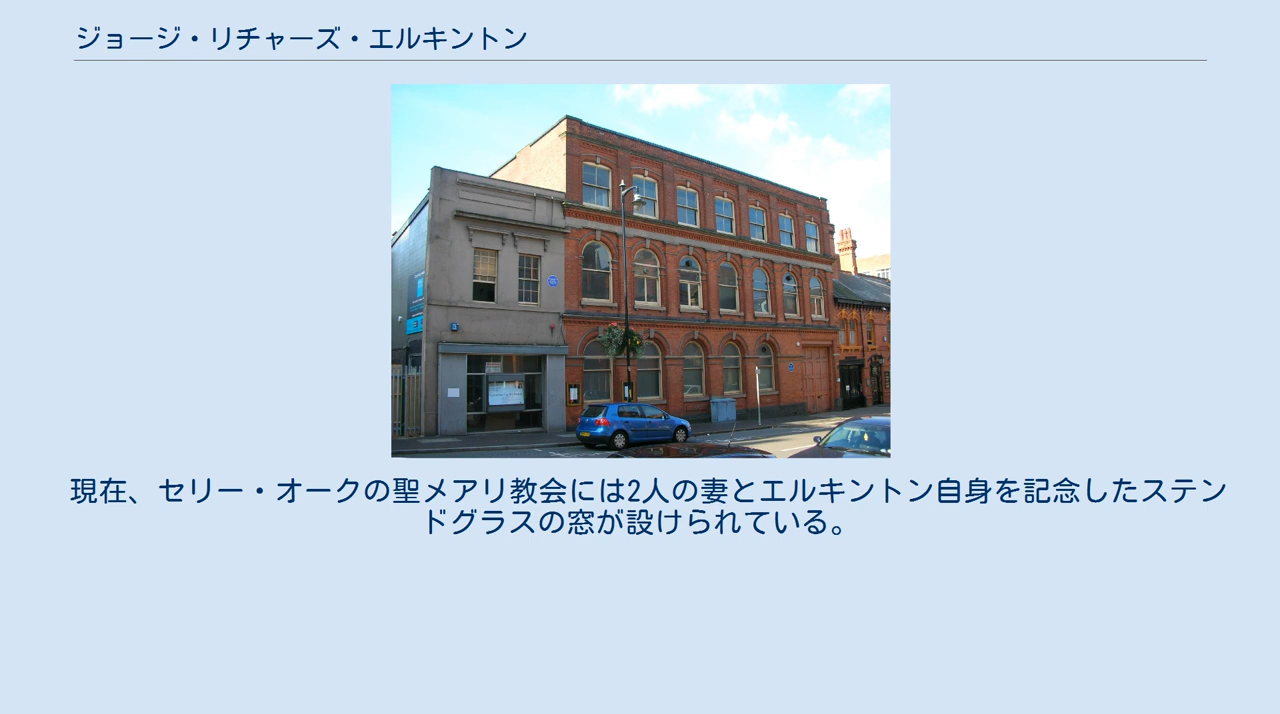 ジョージ・リチャーズ・エルキントン
現在、セリー・オークの聖メアリ教会には2人の妻とエルキントン自身を記念したステン
ドグラスの窓が設けられている。